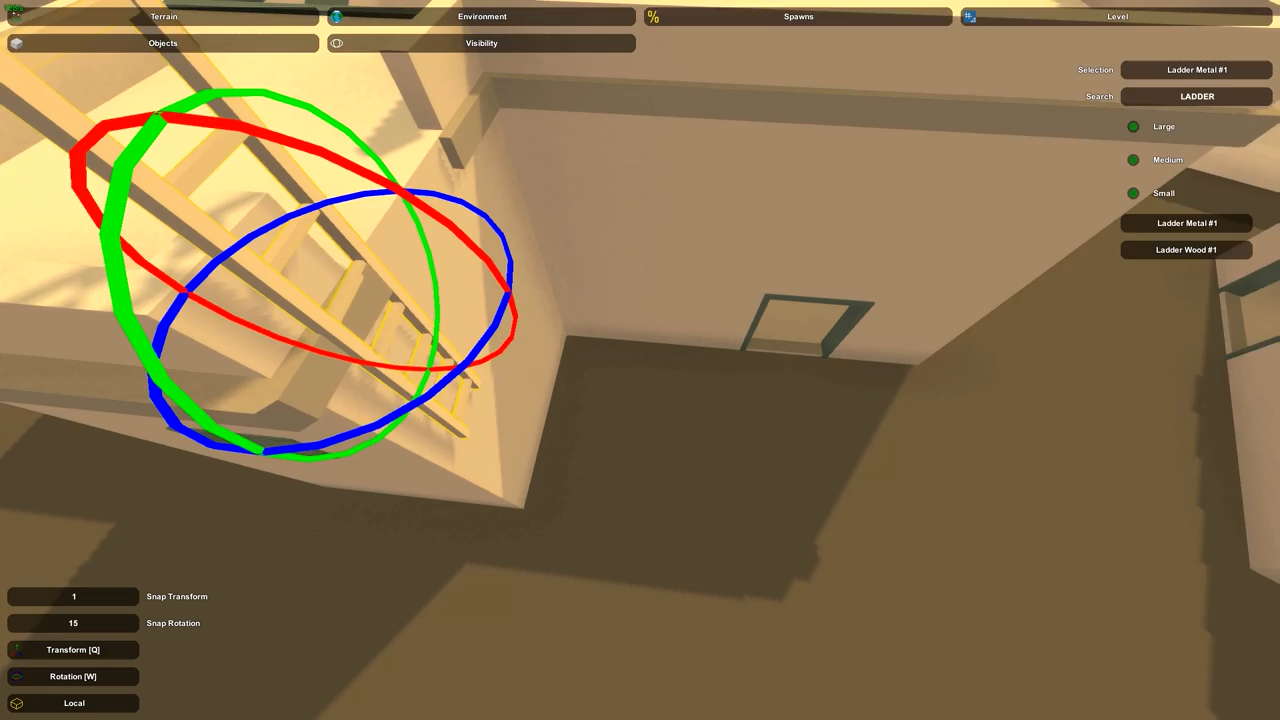 Terrain
Environment
Spawns
Level
Objects
Visibility
Selection
Ladder Metal #1
Search
LADDER
Large
Medium
Small
Ladder Metal #1
Ladder Wood #1
1
Snap Transform
15
Snap Rotation
Transform [Q]
Rotation [W]
Local